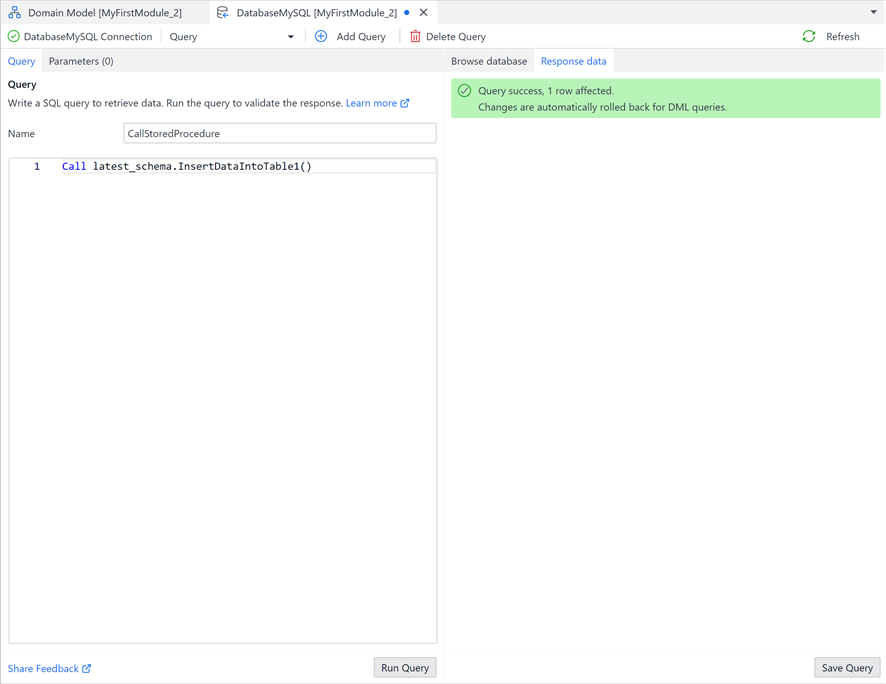 Domain Model [MyFirstModule_2] DatabaseMySQL [MyFirstModule_2]
DatabaseMySQL Connection Query Add Query Delete Query Refresh
Query Parameters (0) Browse database Response data
Query
Write a SQL query to retrieve data. Run the query to validate the response. Learn more
Name CallStoredProcedure
1 Call latest_schema.InsertDataIntoTable1()
Query success, 1 row affected.
Changes are automatically rolled back for DML queries.
Share Feedback Run Query Save Query